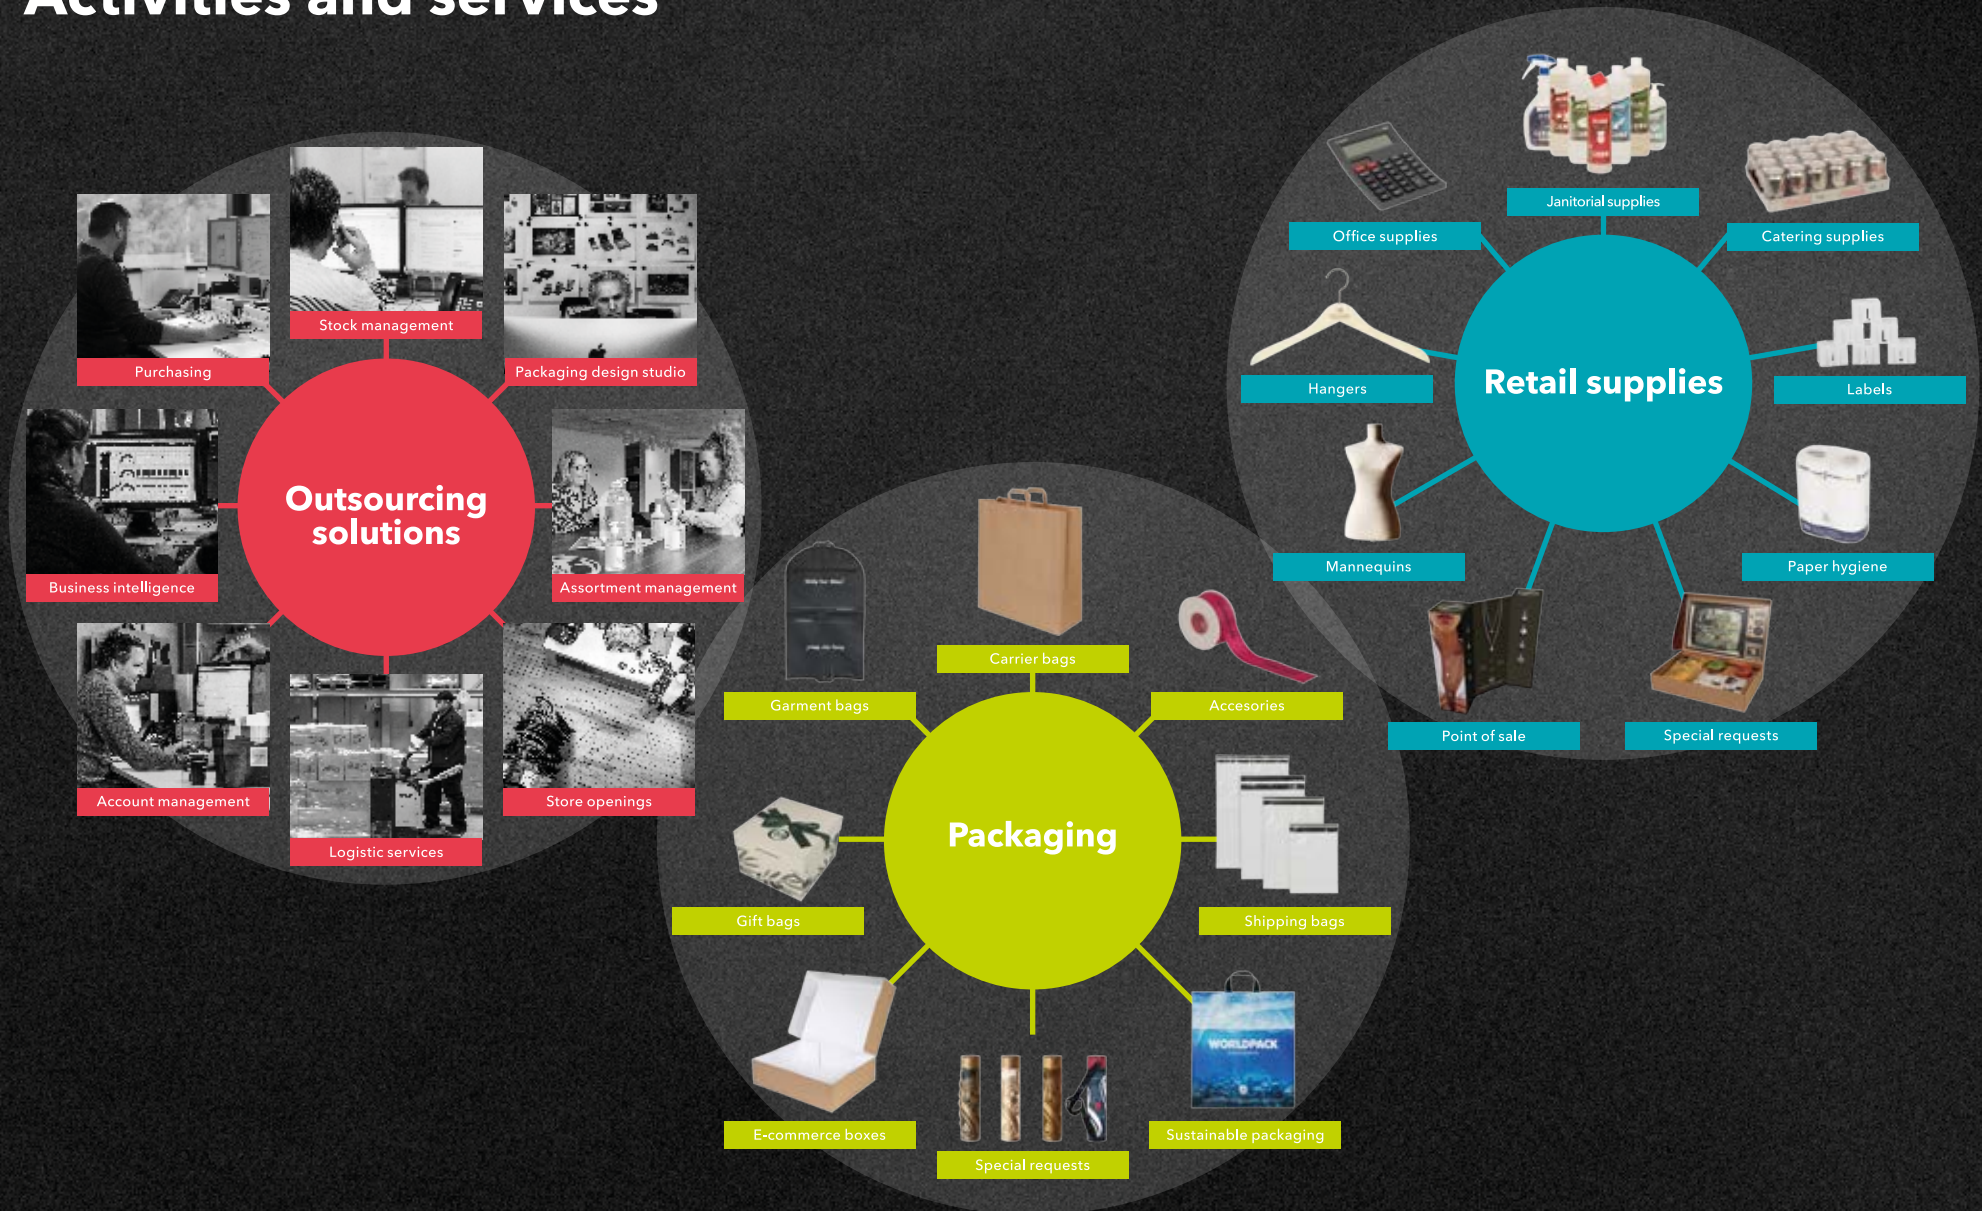 Activities and services
Stock management
Purchasing
Packaging design studio
Outsourcing
solutions
Business intelligence
Assortment management
Account management
Store openings
Logistic services
Carrier bags
Garment bags
Accesories
Packaging
Gift bags
Shipping bags
WORLDPACK
E-commerce boxes
Sustainable packaging
Special requests
Janitorial supplies
Office supplies
Catering supplies
Retail supplies
Hangers
Labels
Mannequins
Paper hygiene
Point of sale
Special requests